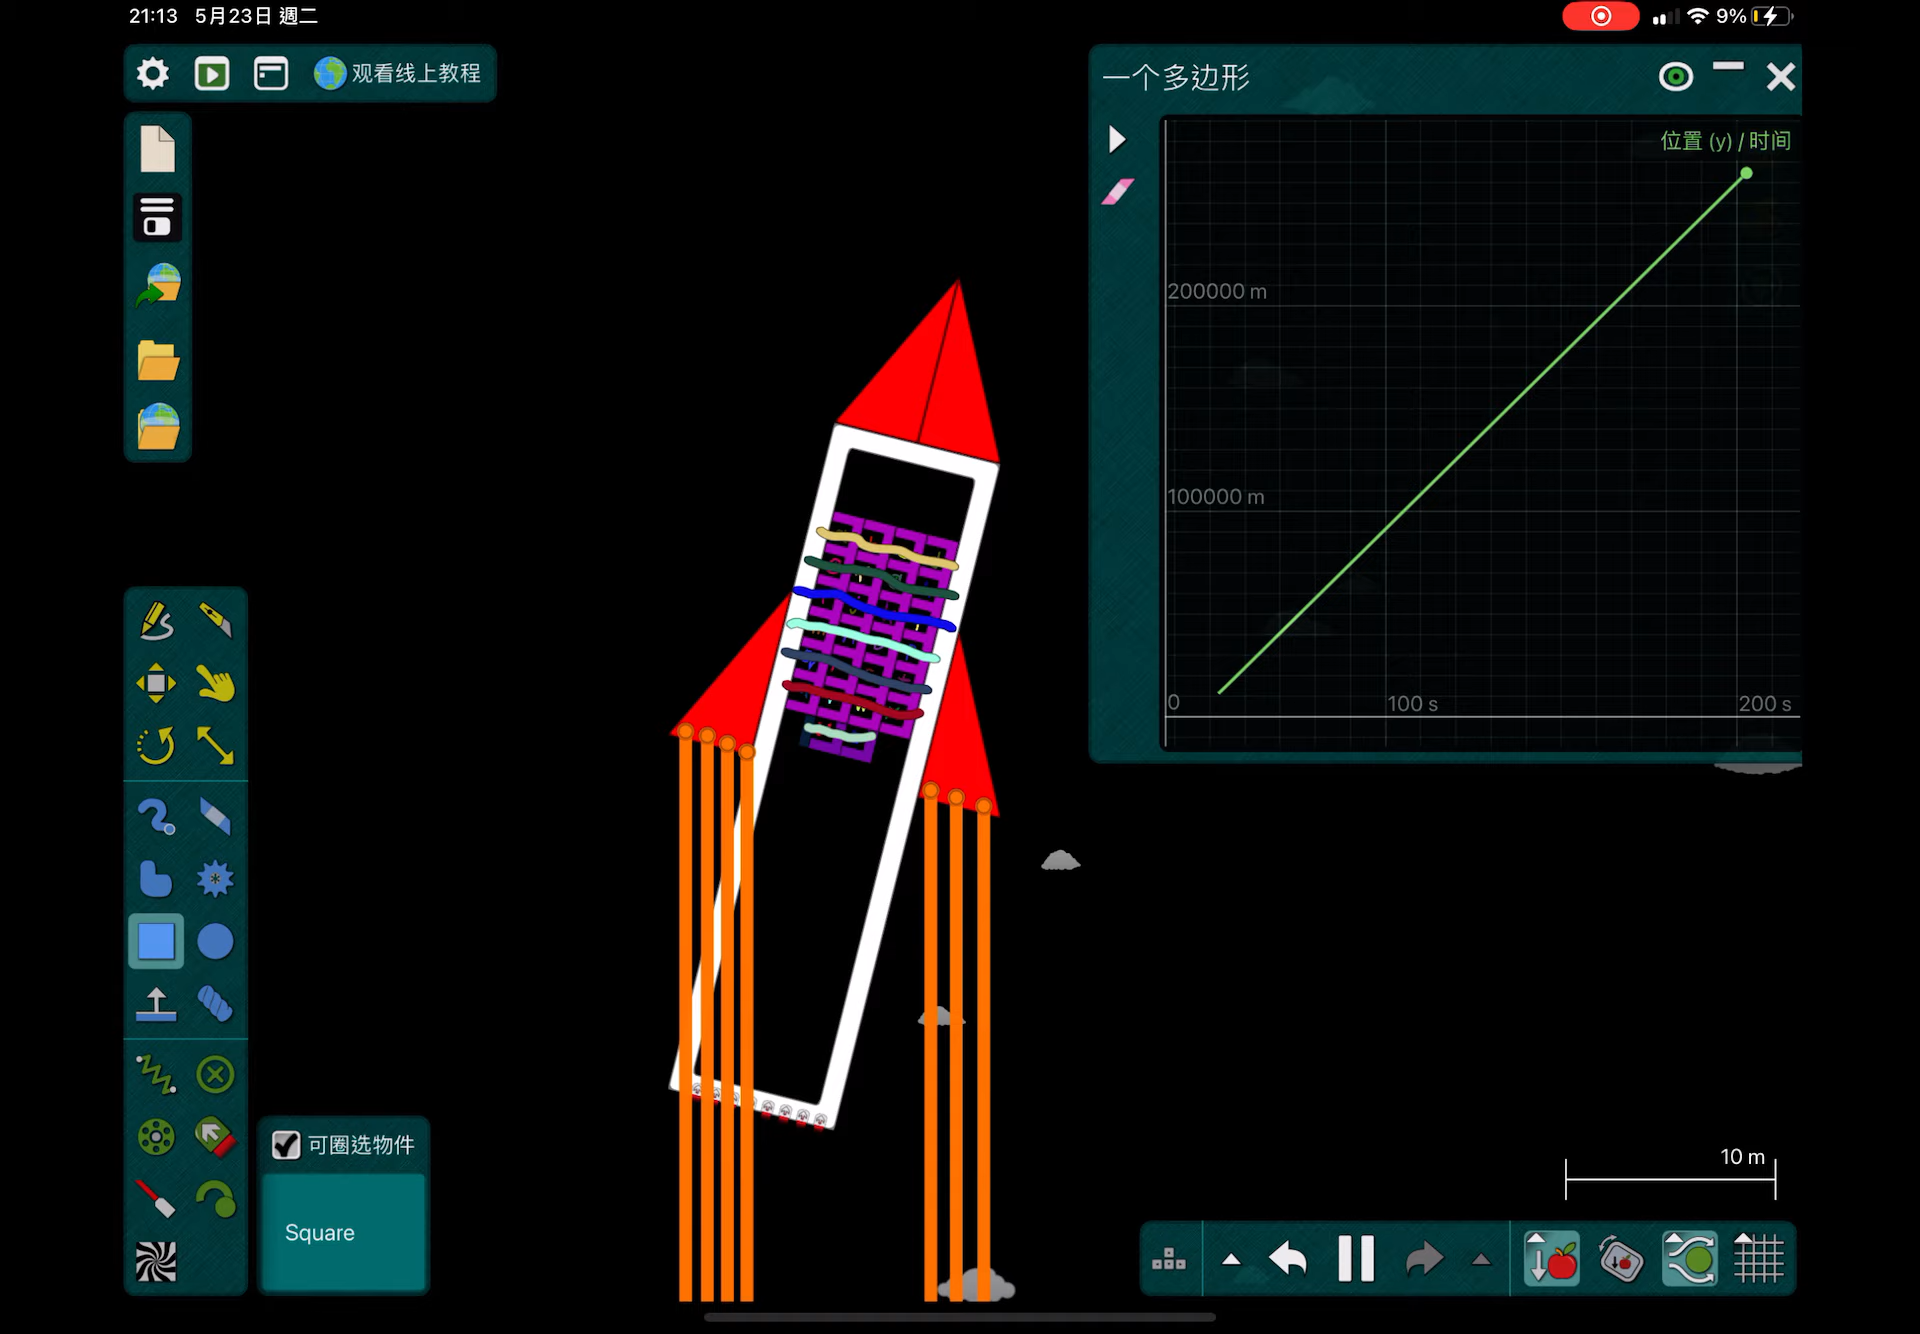 21:13 5月23日 週二
9%
观看线上教程
一个多边形
位置 (y) / 时间
200000 m
100000 m
0
100 s
200 s
可圈选物件
Square
10 m